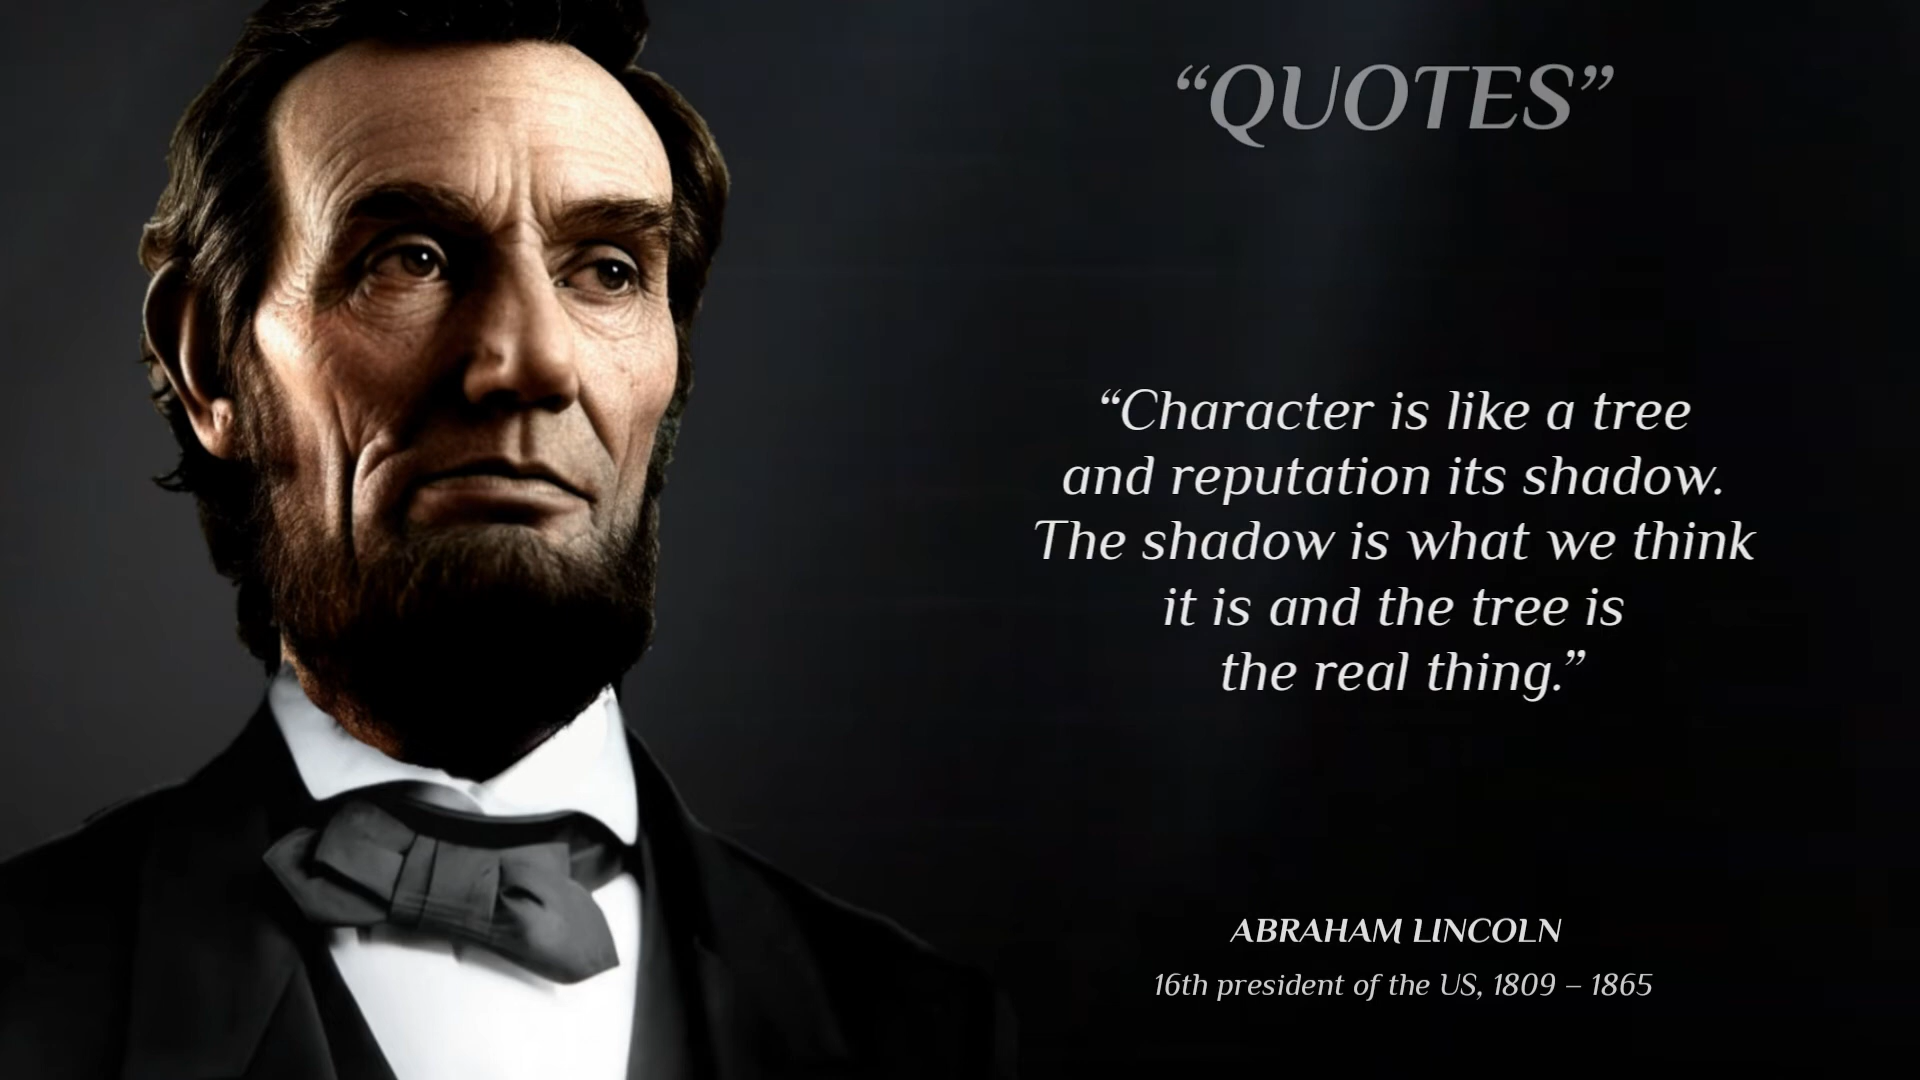 “QUOTES”
“Character is like a tree
and reputation its shadow.
The shadow is what we think
it is and the tree is
the real thing.”
ABRAHAM LINCOLN
16th president of the US, 1809 – 1865